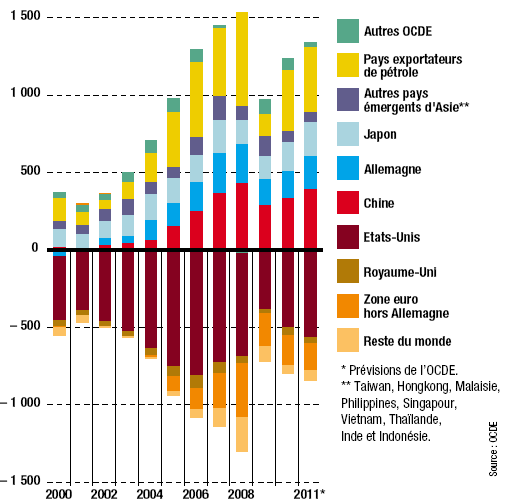 1 500
1 000
500
0
– 500
– 1 000
– 1 500
2000
2002
2004
2006
2008
2011*
Autres OCDE
Pays exportateurs
de pétrole
Autres pays
émergents d'Asie**
Japon
Allemagne
Chine
Etats-Unis
Royaume-Uni
Zone euro
hors Allemagne
Reste du monde
* Prévisions de l'OCDE.
** Taiwan, Hongkong, Malaisie,
Philippines, Singapour,
Vietnam, Thaïlande,
Inde et Indonésie.
Source : OCDE